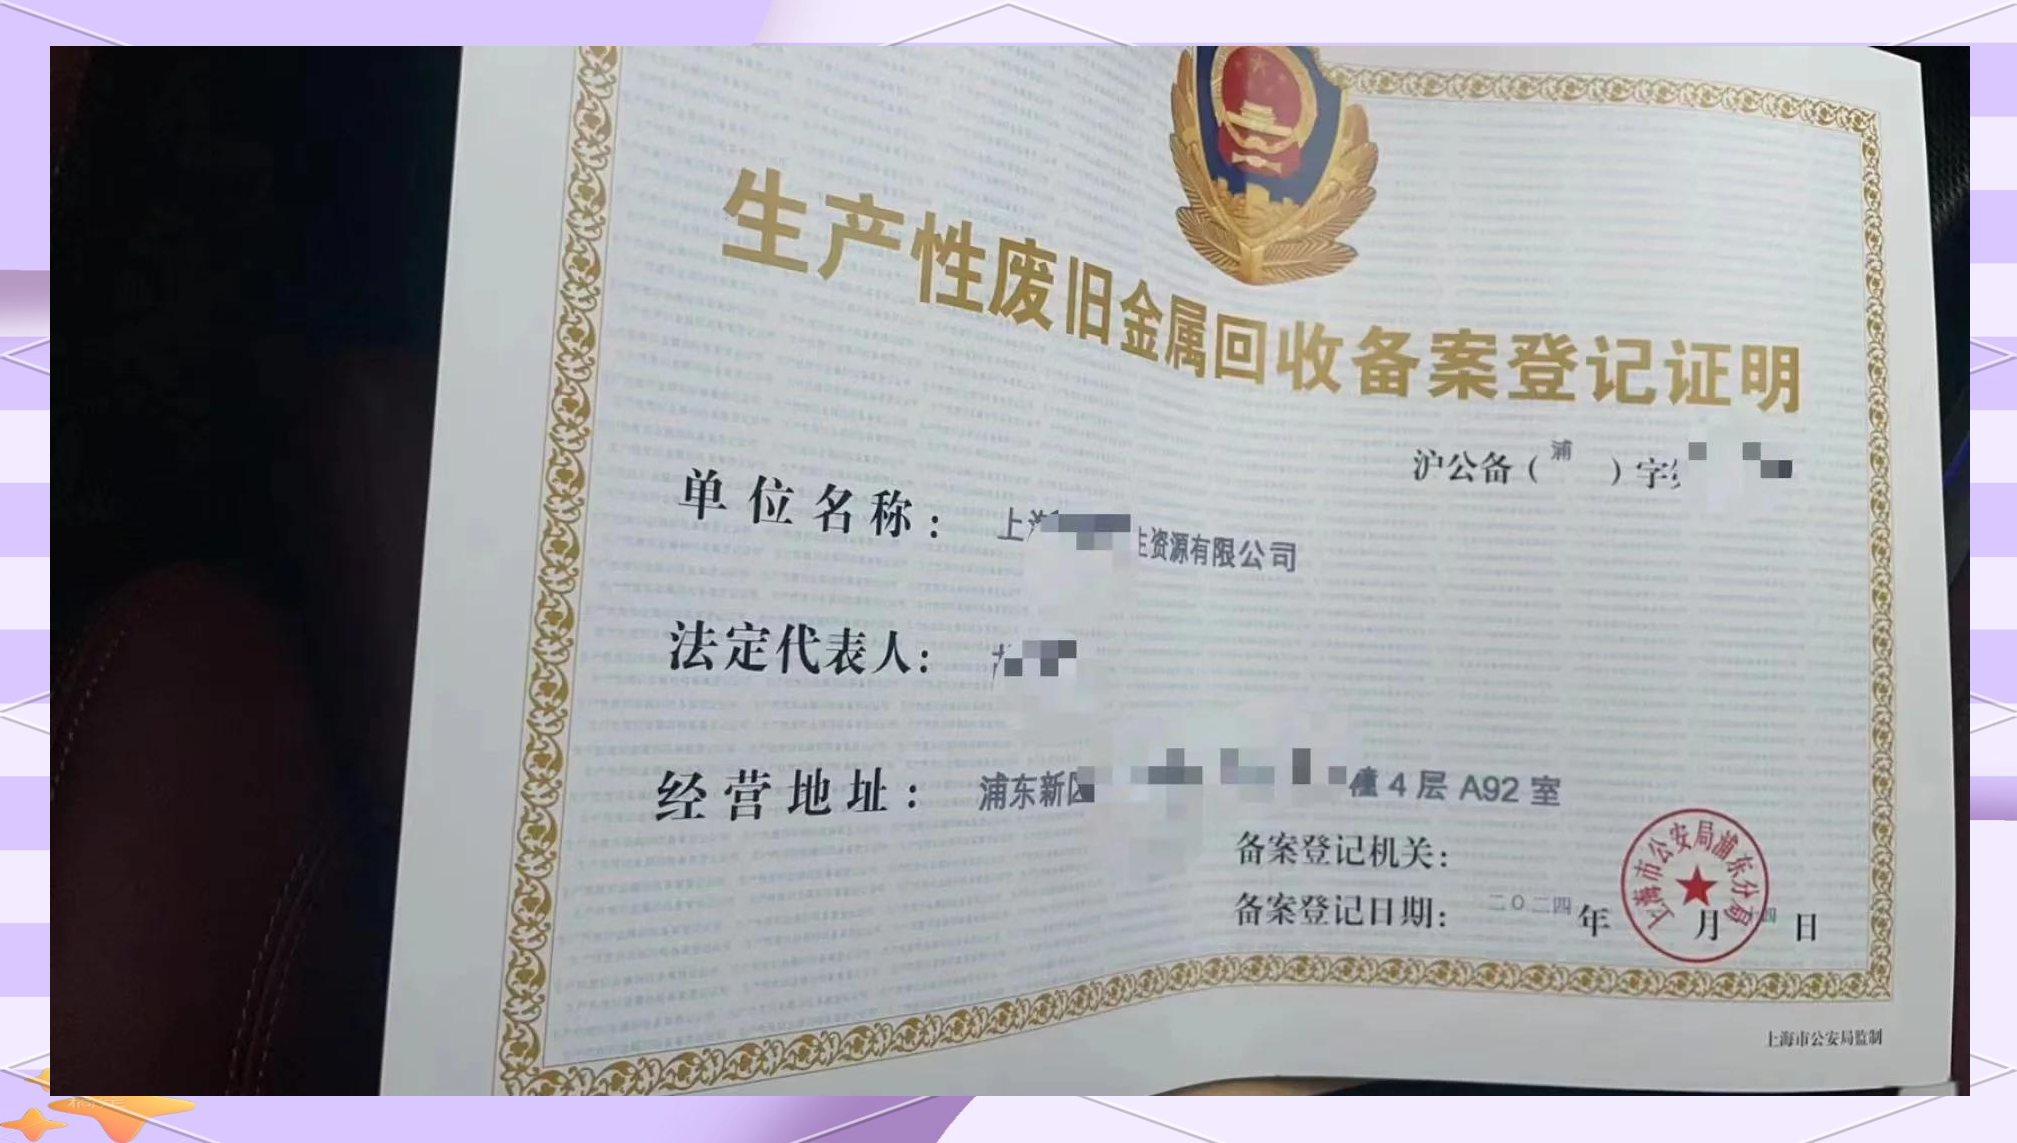 生产性废旧金属回收备案登记证明
沪公备（浦）字
单位名称：上 资源有限公司
法定代表人：
经营地址：浦东新区 幢4层A92室
备案登记机关：
备案登记日期：二〇二四年 月 四日
上海市公安局浦东分局
上海市公安局监制